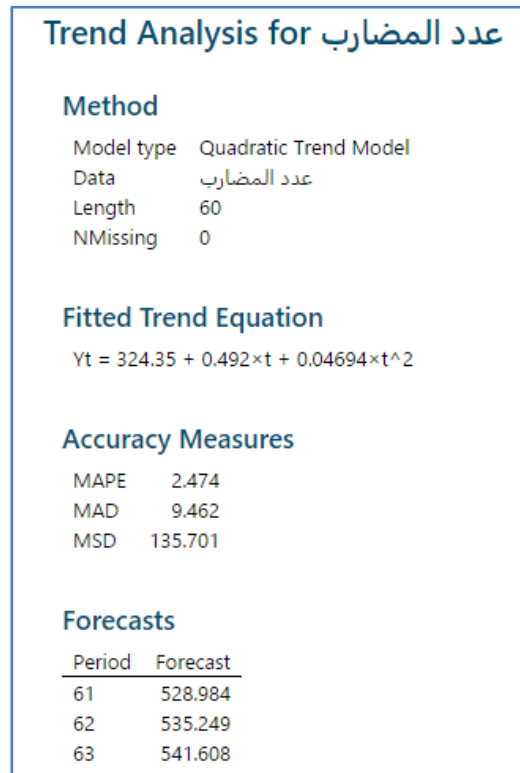 Trend Analysis for عدد المضارب
Method
Model type Quadratic Trend Model
Data عدد المضارب
Length 60
NMissing 0
Fitted Trend Equation
Yt = 324.35 + 0.492×t + 0.04694×t^2
Accuracy Measures
MAPE 2.474
MAD 9.462
MSD 135.701
Forecasts
Period Forecast
61 528.984
62 535.249
63 541.608